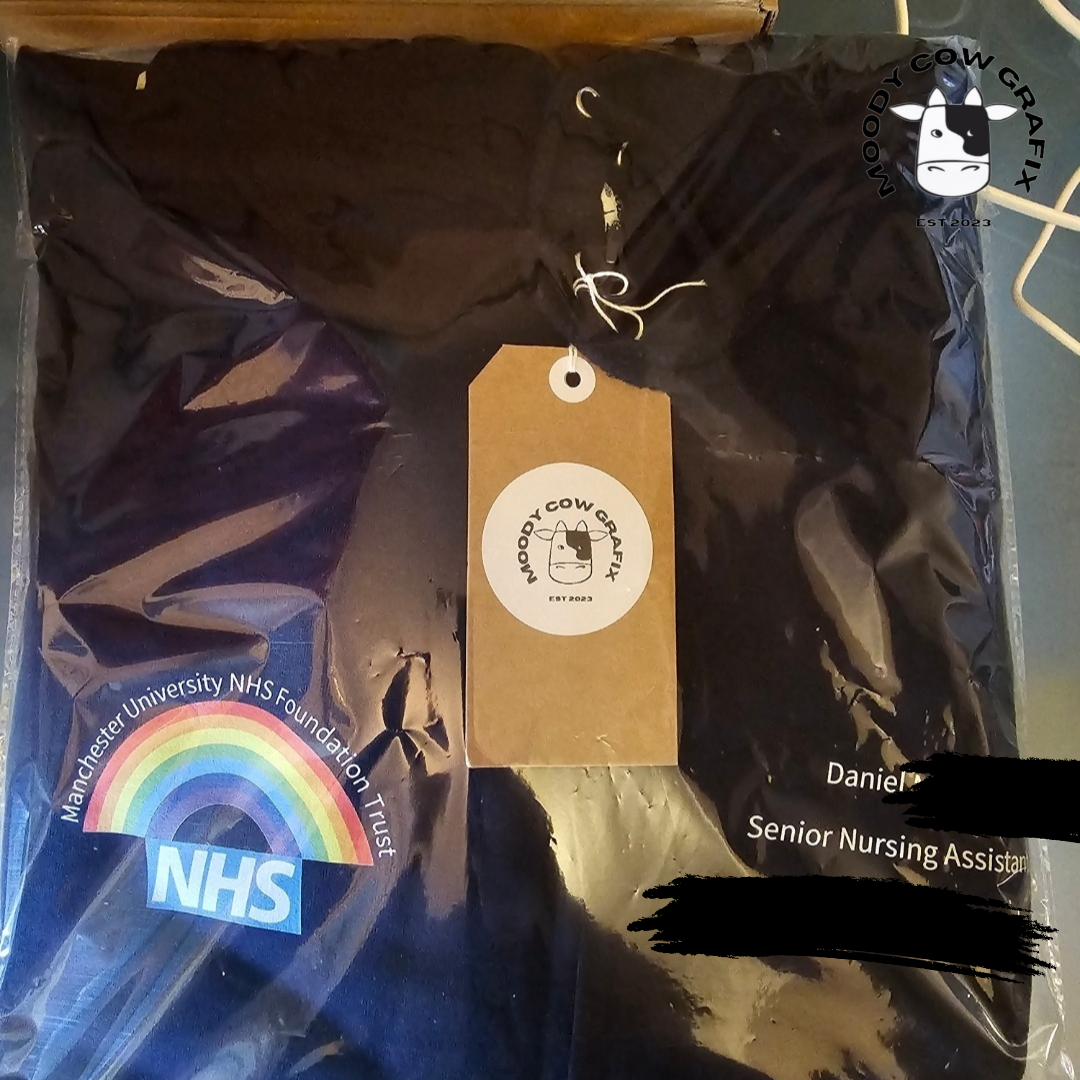 MOODY COW GRAFIX
EST 2023
MOODY COW GRAFIX
EST 2023
Manchester University NHS Foundation Trust
NHS
Daniel
Senior Nursing Assistant